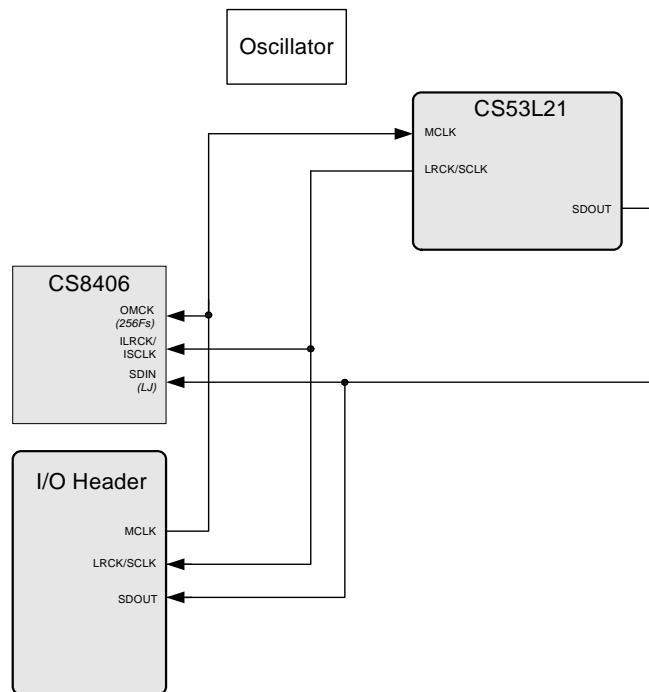 Oscillator
CS53L21
MCLK
LRCK/SCLK
SDOUT
CS8406
OMCK
(256Fs)
ILRCK/
ISCLK
SDIN
(LJ)
I/O Header
MCLK
LRCK/SCLK
SDOUT